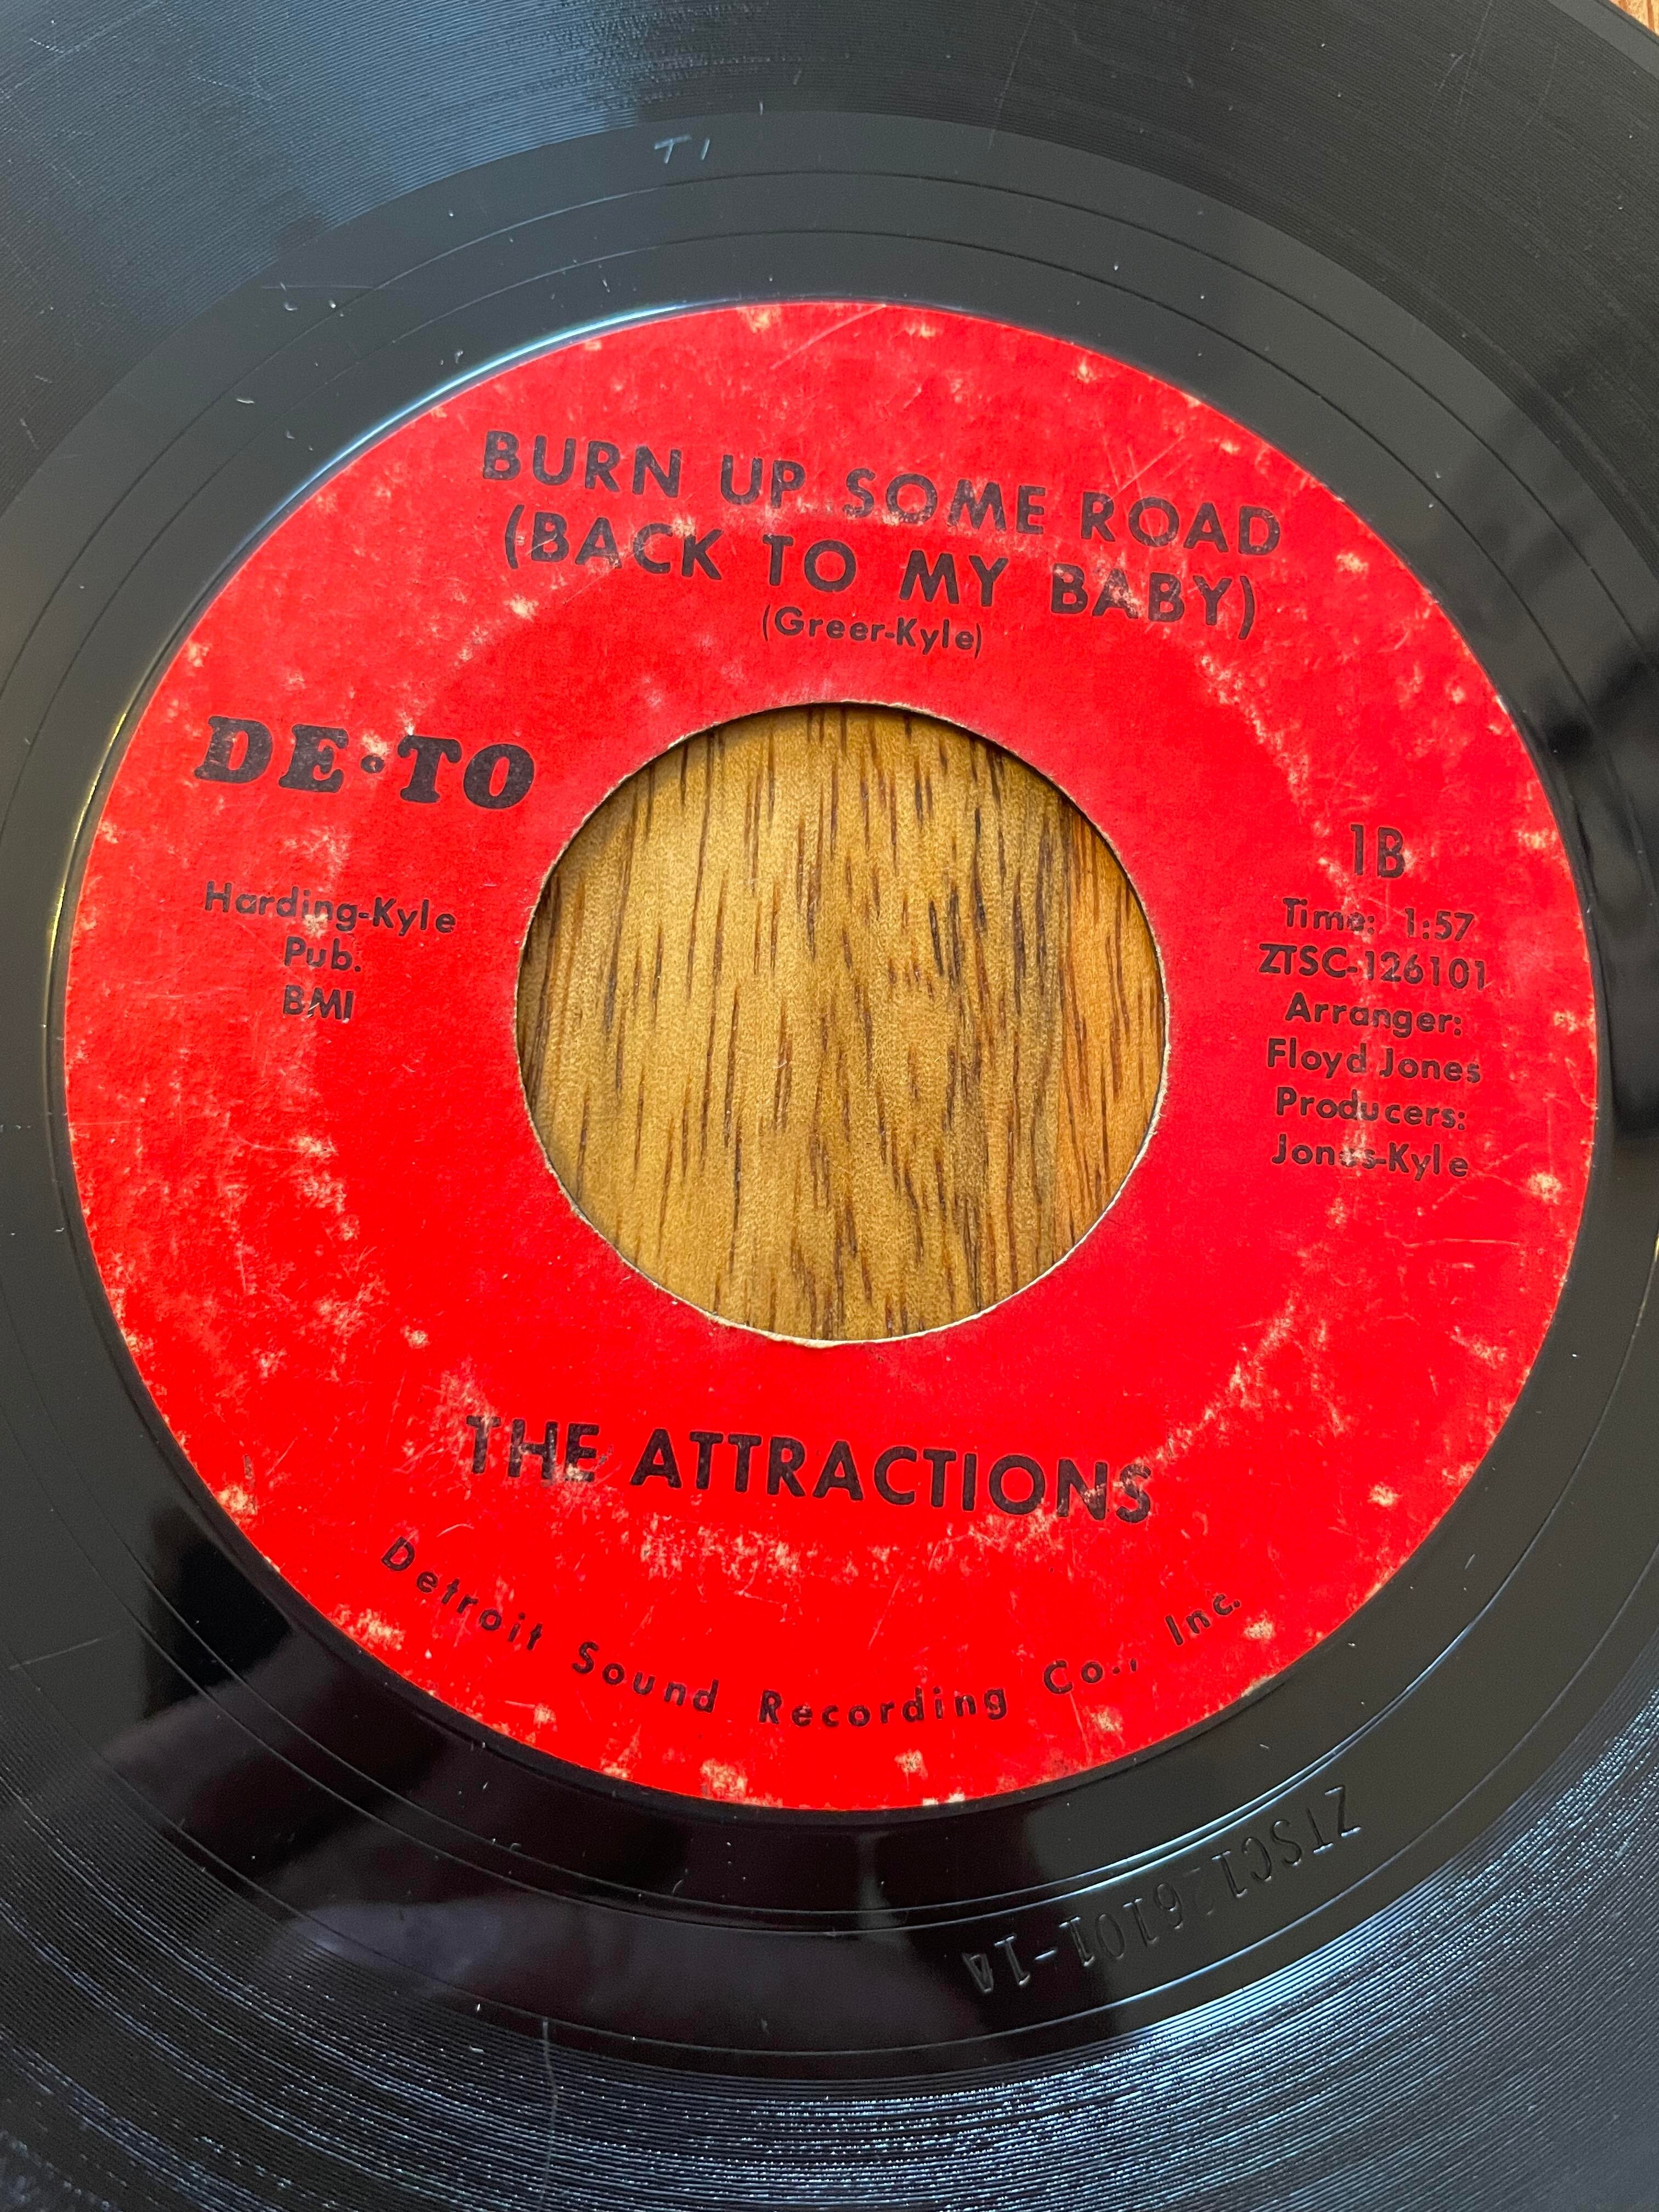 T1
BURN UP SOME ROAD
(BACK TO MY BABY)
(Greer-Kyle)
DE•TO
Harding-Kyle
Pub.
BMI
1B
Time: 1:57
ZTSC-126101
Arranger:
Floyd Jones
Producers:
Jones-Kyle
THE ATTRACTIONS
Detroit Sound Recording Co., Inc.
ZTSC126101-1A